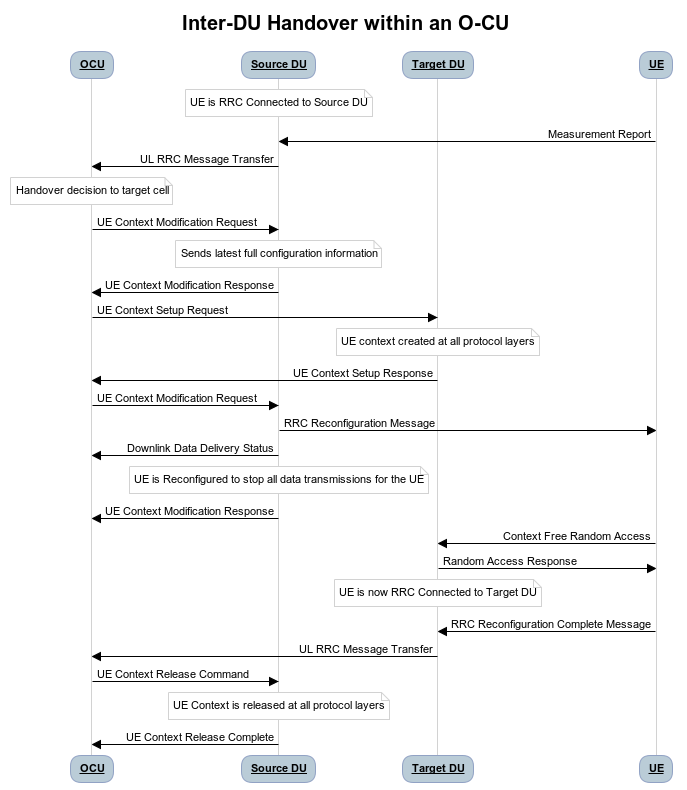 Inter-DU Handover within an O-CU
OCU
Source DU
Target DU
UE
UE is RRC Connected to Source DU
Measurement Report
UL RRC Message Transfer
Handover decision to target cell
UE Context Modification Request
Sends latest full configuration information
UE Context Modification Response
UE Context Setup Request
UE context created at all protocol layers
UE Context Setup Response
UE Context Modification Request
RRC Reconfiguration Message
Downlink Data Delivery Status
UE is Reconfigured to stop all data transmissions for the UE
UE Context Modification Response
Context Free Random Access
Random Access Response
UE is now RRC Connected to Target DU
RRC Reconfiguration Complete Message
UL RRC Message Transfer
UE Context Release Command
UE Context is released at all protocol layers
UE Context Release Complete
OCU
Source DU
Target DU
UE